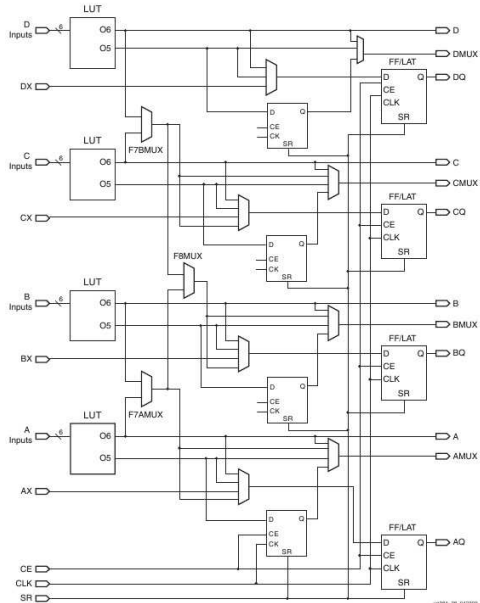 LUT
D
Inputs
6
O6
O5
D
DMUX
FF/LAT
DX
D
Q
DQ
CE
CLK
SR
D
Q
CE
CK
SR
F7BMUX
LUT
C
Inputs
6
O6
O5
C
CMUX
FF/LAT
CX
D
Q
CQ
CE
CLK
SR
D
Q
CE
CK
SR
F8MUX
LUT
B
Inputs
6
O6
O5
B
BMUX
FF/LAT
BX
D
Q
BQ
CE
CLK
SR
D
Q
CE
CK
SR
F7AMUX
LUT
A
Inputs
6
O6
O5
A
AMUX
AX
D
Q
CE
CK
SR
FF/LAT
D
Q
AQ
CE
CLK
SR
CE
CLK
SR